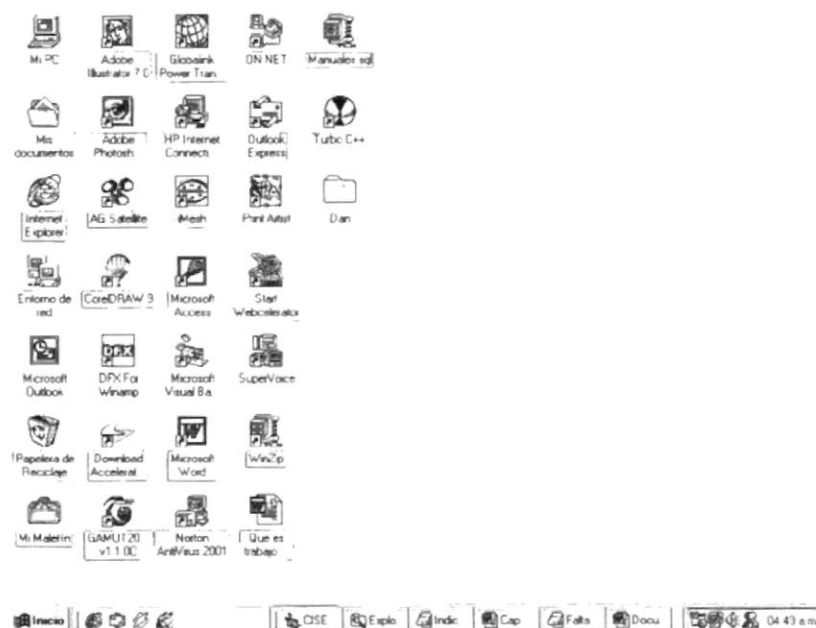 Mi PC
Adobe
Illustrator 7.0
Globalink
Power Tran
ON NET
Manuales sql
Mis
documentos
Adobe
Photosh
HP Internet
Connecti
Outlook
Express
Turbo C++
Internet
Explorer
AG Satellite
iMesh
Print Artist
Dan
Entorno de
red
CorelDRAW 9
Microsoft
Access
Start
Webcelerator
Microsoft
Outlook
DFX For
Winamp
Microsoft
Visual Ba
SuperVoice
Papelera de
Reciclaje
Download
Accelerat
Microsoft
Word
WinZip
Mi Maletín
GAMUT20
v1.1.0C
Norton
AntiVirus 2001
Que es
trabajo
Inicio
CISE
Explo
Indic
Cap
Falta
Docu
04:43 a.m.